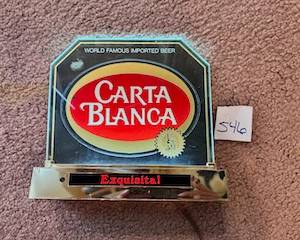 WORLD FAMOUS IMPORTED BEER
CARTA
BLANCA
546
Exquisita!